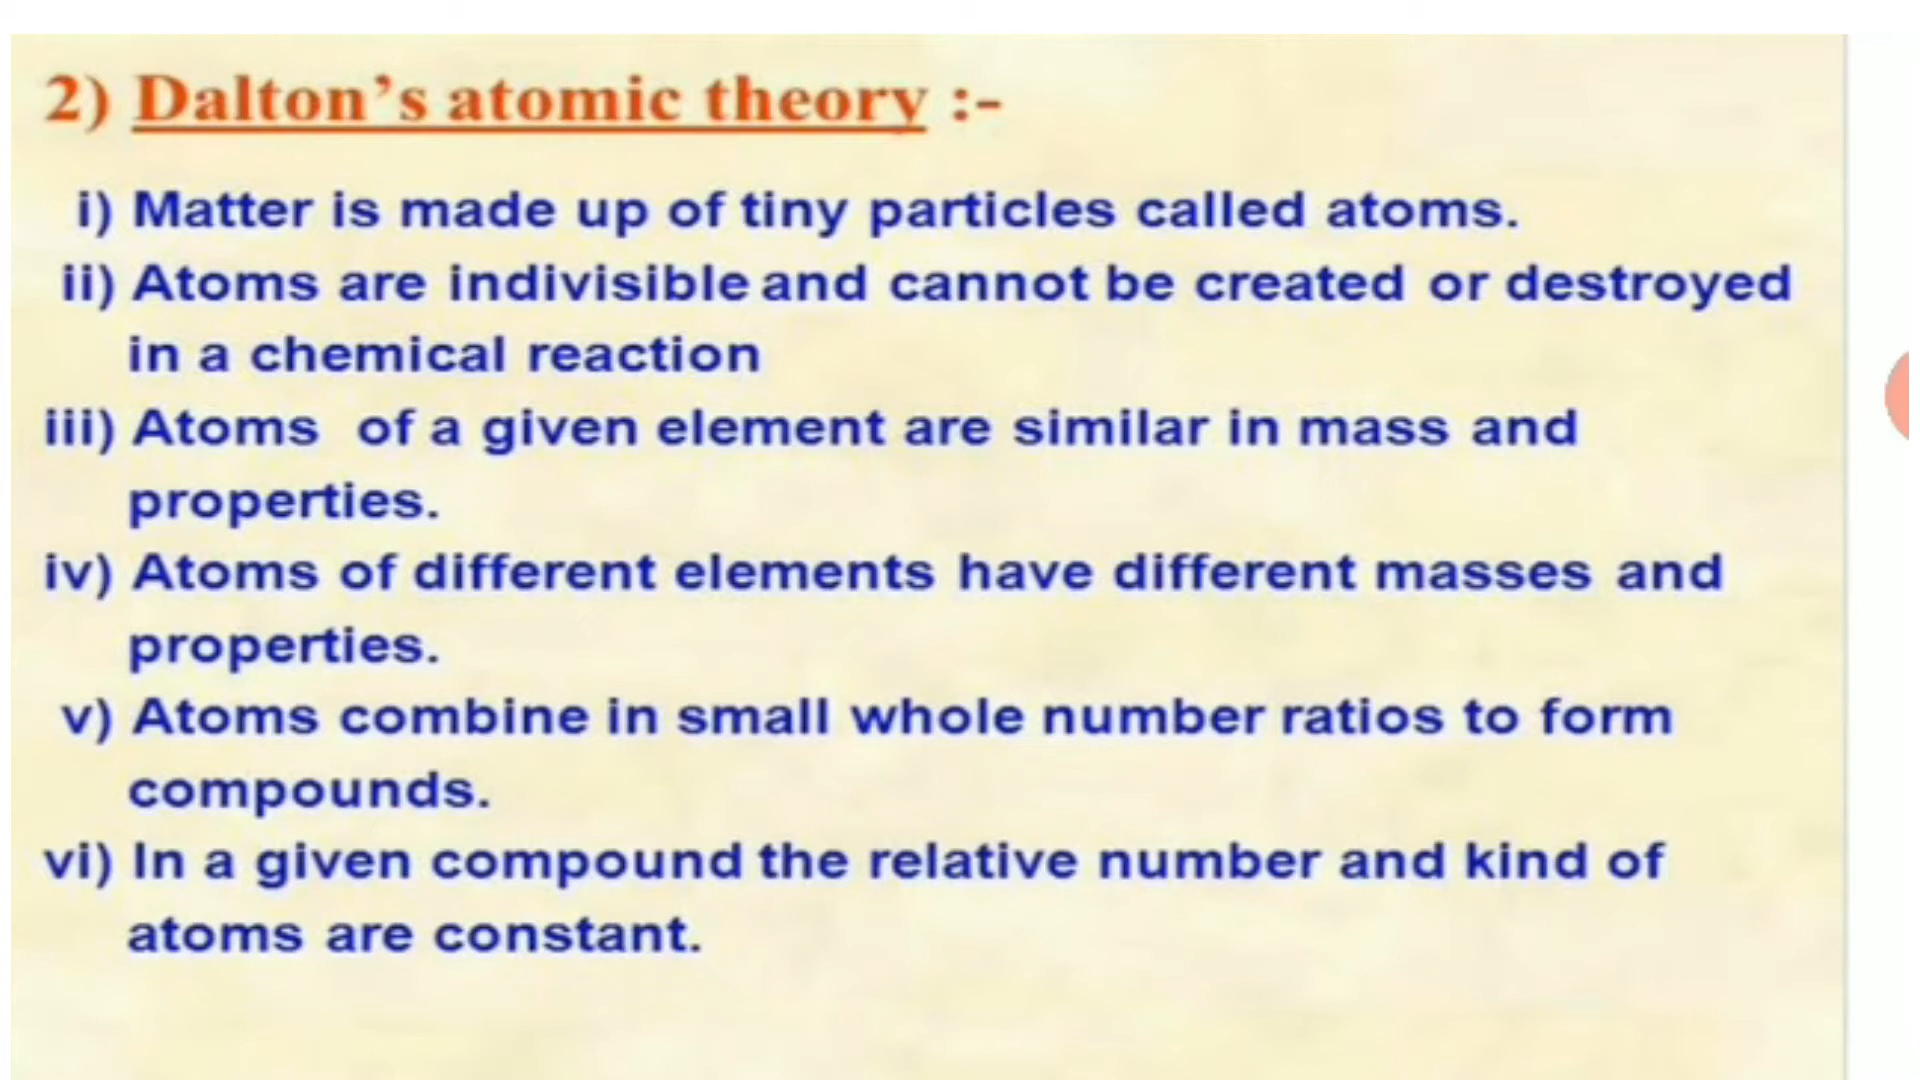 2) Dalton's atomic theory :-
i) Matter is made up of tiny particles called atoms.
ii) Atoms are indivisible and cannot be created or destroyed
in a chemical reaction
iii) Atoms of a given element are similar in mass and
properties.
iv) Atoms of different elements have different masses and
properties.
v) Atoms combine in small whole number ratios to form
compounds.
vi) In a given compound the relative number and kind of
atoms are constant.